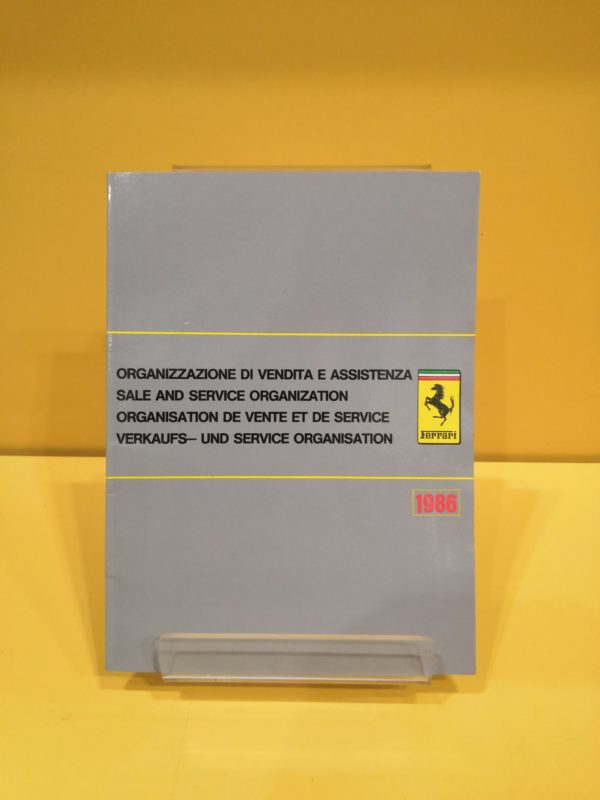 ORGANIZZAZIONE DI VENDITA E ASSISTENZA
SALE AND SERVICE ORGANIZATION
ORGANISATION DE VENTE ET DE SERVICE
VERKAUFS— UND SERVICE ORGANISATION
Ferrari
1986